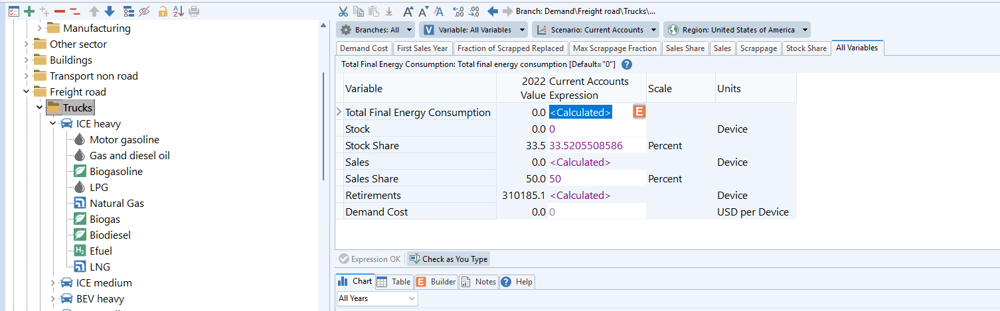 Branch: Demand\Freight road\Trucks\...
Manufacturing
Other sector
Buildings
Transport non road
Freight road
Trucks
ICE heavy
Motor gasoline
Gas and diesel oil
Biogasoline
LPG
Natural Gas
Biogas
Biodiesel
Efuel
LNG
ICE medium
BEV heavy
Branches: All Variable: All Variables Scenario: Current Accounts Region: United States of America
Demand Cost First Sales Year Fraction of Scrapped Replaced Max Scrappage Fraction Sales Share Sales Scrappage Stock Share All Variables
Total Final Energy Consumption: Total final energy consumption [Default="0"]
Variable 2022 Value Current Accounts Expression Scale Units
Total Final Energy Consumption 0.0 <Calculated> E
Stock 0.0 0 Device
Stock Share 33.5 33.5205508586 Percent
Sales 0.0 <Calculated> Device
Sales Share 50.0 50 Percent
Retirements 310185.1 <Calculated> Device
Demand Cost 0.0 0 USD per Device
Expression OK Check as You Type
Chart Table E Builder Notes Help
All Years